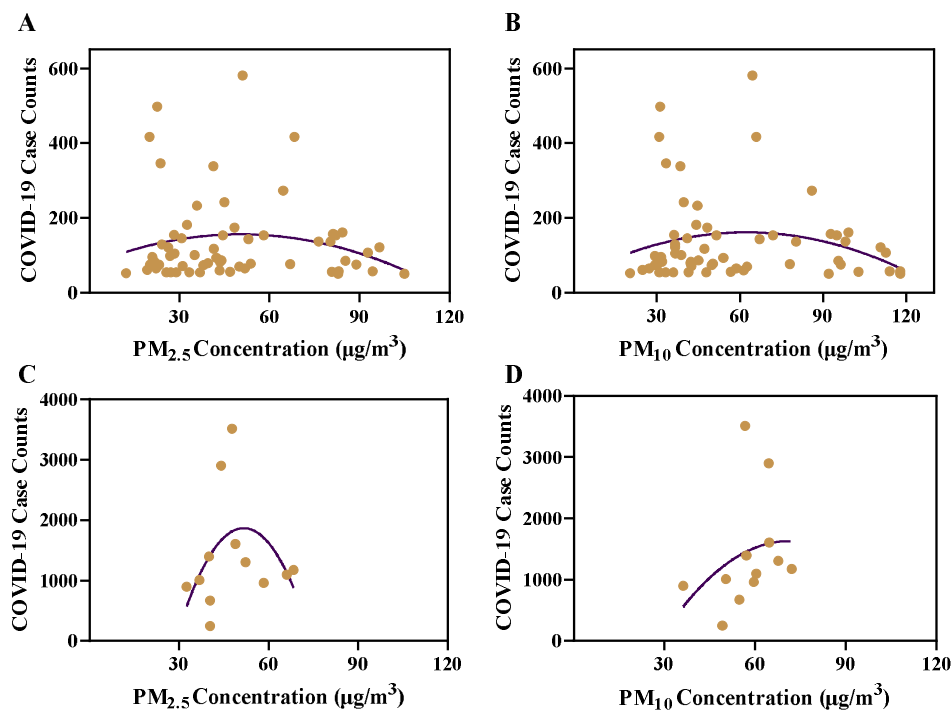 A
COVID-19 Case Counts
600
400
200
0
30 60 90 120
PM2.5 Concentration (μg/m³)
B
COVID-19 Case Counts
600
400
200
0
30 60 90 120
PM10 Concentration (μg/m³)
C
COVID-19 Case Counts
4000
3000
2000
1000
0
30 60 90 120
PM2.5 Concentration (μg/m³)
D
COVID-19 Case Counts
4000
3000
2000
1000
0
30 60 90 120
PM10 Concentration (μg/m³)